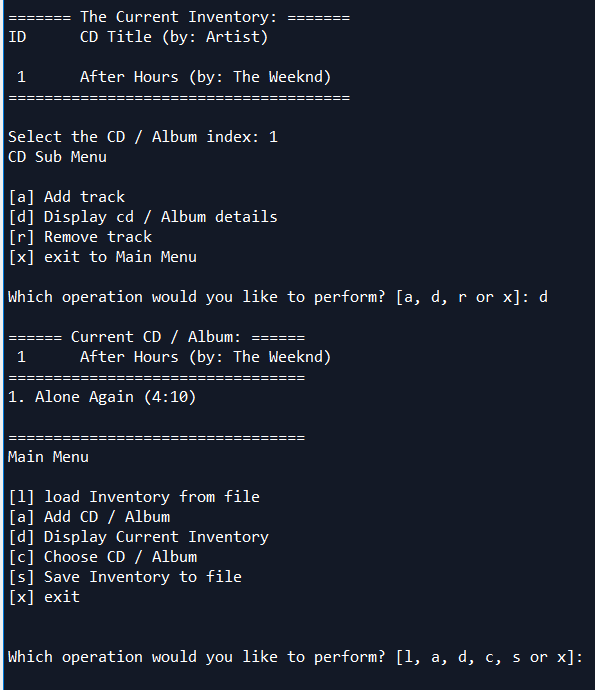 ======= The Current Inventory: =======
ID      CD Title (by: Artist)
 1      After Hours (by: The Weeknd)
======================================
Select the CD / Album index: 1
CD Sub Menu
[a] Add track
[d] Display cd / Album details
[r] Remove track
[x] exit to Main Menu
Which operation would you like to perform? [a, d, r or x]: d
====== Current CD / Album: ======
 1      After Hours (by: The Weeknd)
=================================
1. Alone Again (4:10)
=================================
Main Menu
[l] load Inventory from file
[a] Add CD / Album
[d] Display Current Inventory
[c] Choose CD / Album
[s] Save Inventory to file
[x] exit
Which operation would you like to perform? [l, a, d, c, s or x]: